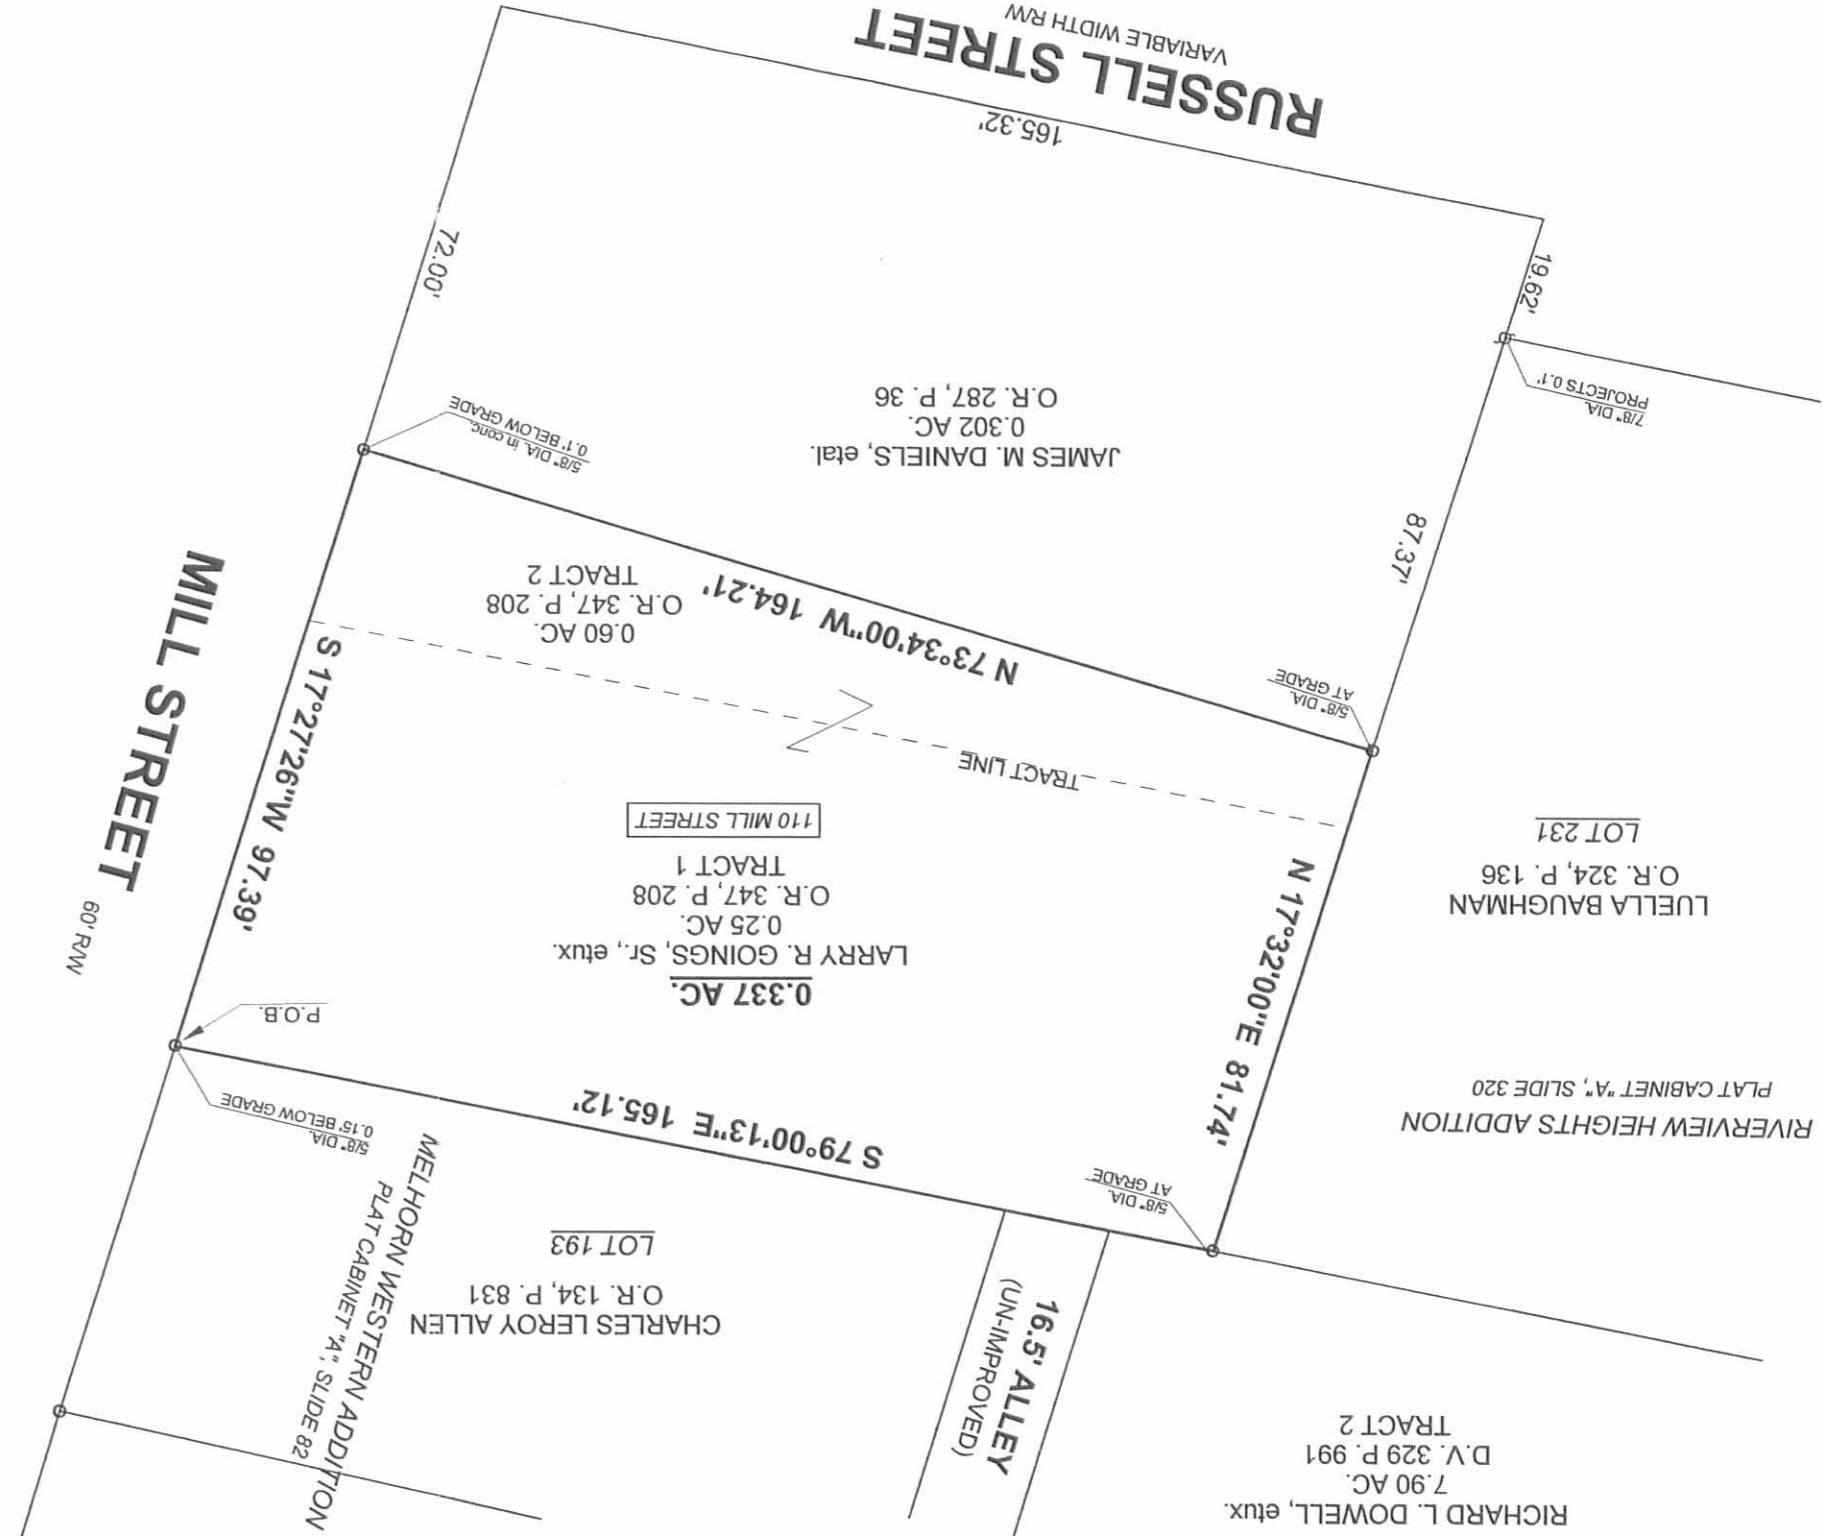 RICHARD L. DOWELL, etux.
7.90 AC.
D.V. 329 P. 991
TRACT 2
16.5' ALLEY
(UN-IMPROVED)
MELHORN WESTERN ADDITION
PLAT CABINET "A", SLIDE 82
CHARLES LEROY ALLEN
O.R. 134, P. 831
LOT 193
RIVERVIEW HEIGHTS ADDITION
PLAT CABINET "A", SLIDE 320
5/8" DIA.
AT GRADE
S 79°00'13"E 165.12'
5/8" DIA.
0.15' BELOW GRADE
P.O.B.
LUELLA BAUGHMAN
O.R. 324, P. 136
LOT 231
N 17°32'00"E 81.74'
0.337 AC.
LARRY R. GOINGS, Sr., etux.
0.25 AC.
O.R. 347, P. 208
TRACT 1
110 MILL STREET
S 17°27'26"W 97.39'
MILL STREET
60' R/W
TRACT LINE
5/8" DIA.
AT GRADE
N 73°34'00"W 164.21'
0.60 AC.
O.R. 347, P. 208
TRACT 2
87.37'
JAMES M. DANIELS, etal.
0.302 AC.
O.R. 287, P. 36
5/8" DIA. in conc.
0.1' BELOW GRADE
7/8" DIA.
PROJECTS 0.1'
19.62'
72.00'
165.32'
RUSSELL STREET
VARIABLE WIDTH R/W